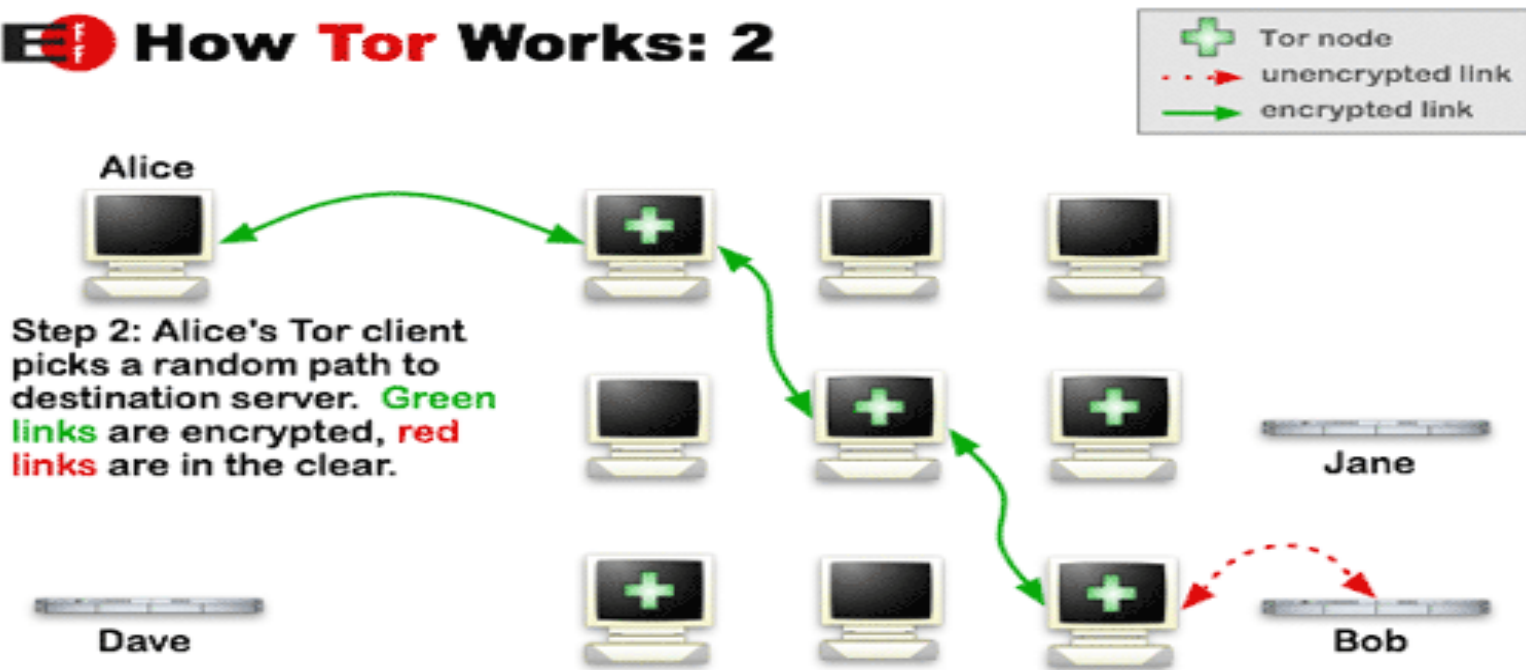 EFF How Tor Works: 2
Tor node
unencrypted link
encrypted link
Alice
Step 2: Alice's Tor client
picks a random path to
destination server. Green
links are encrypted, red
links are in the clear.
Jane
Dave
Bob